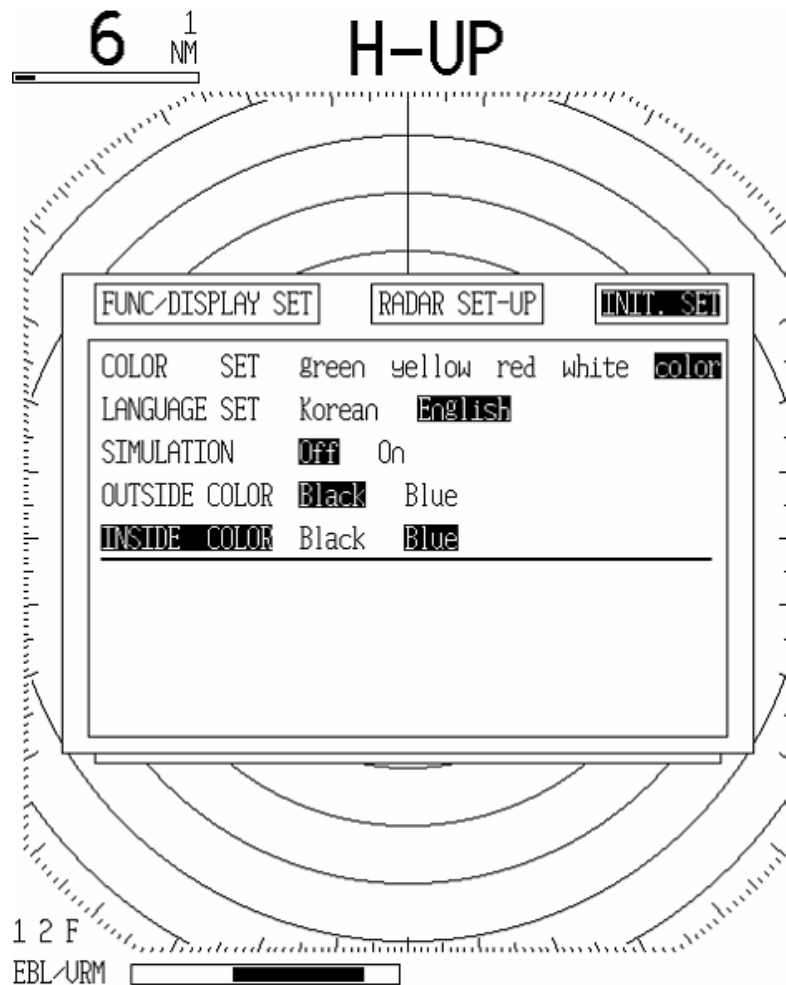 6 1 NM H-UP
FUNC/DISPLAY SET RADAR SET-UP INIT. SET
COLOR SET green yellow red white color
LANGUAGE SET Korean English
SIMULATION Off On
OUTSIDE COLOR Black Blue
INSIDE COLOR Black Blue
1 2 F
EBL/VRM